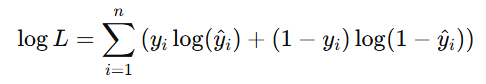 log L = ∑_{i=1}^{n} (y_i log(ŷ_i) + (1 − y_i) log(1 − ŷ_i))